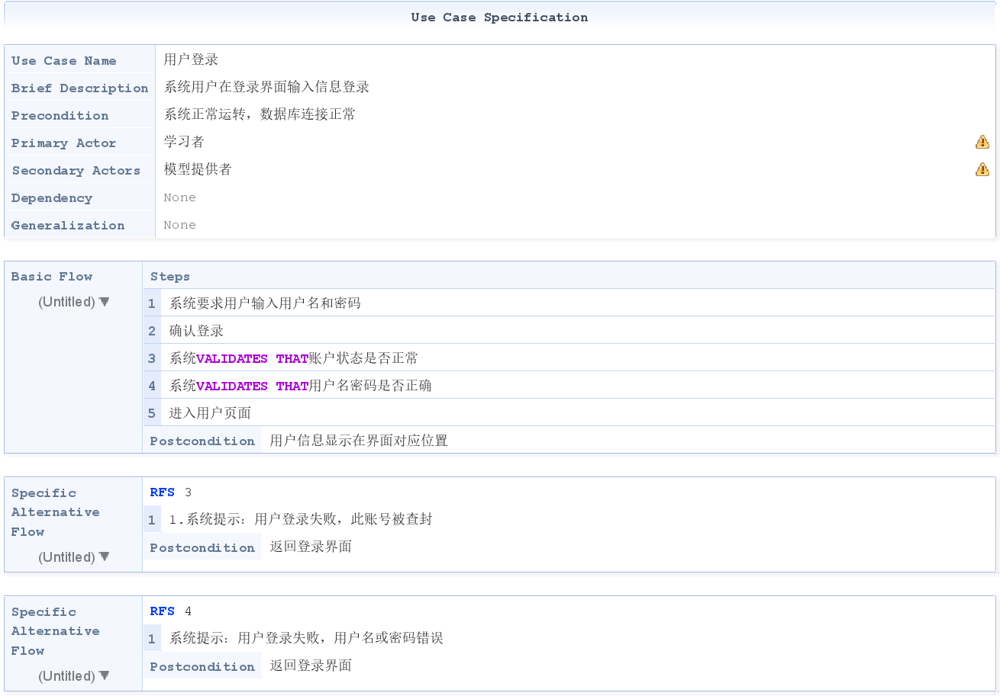 Use Case Specification
Use Case Name 用户登录
Brief Description 系统用户在登录界面输入信息登录
Precondition 系统正常运转，数据库连接正常
Primary Actor 学习者
Secondary Actors 模型提供者
Dependency None
Generalization None
Basic Flow Steps
(Untitled) ▼
1 系统要求用户输入用户名和密码
2 确认登录
3 系统VALIDATES THAT账户状态是否正常
4 系统VALIDATES THAT用户名密码是否正确
5 进入用户页面
Postcondition 用户信息显示在界面对应位置
Specific
Alternative
Flow
(Untitled) ▼
RFS 3
1 1.系统提示：用户登录失败，此账号被查封
Postcondition 返回登录界面
Specific
Alternative
Flow
(Untitled) ▼
RFS 4
1 系统提示：用户登录失败，用户名或密码错误
Postcondition 返回登录界面